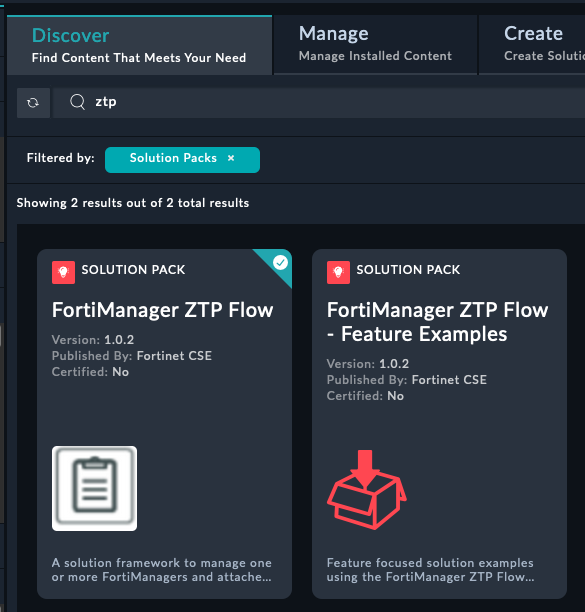 Discover
Find Content That Meets Your Need
Manage
Manage Installed Content
Create
ztp
Filtered by:
Solution Packs ×
Showing 2 results out of 2 total results
SOLUTION PACK
FortiManager ZTP Flow
Version: 1.0.2
Published By: Fortinet CSE
Certified: No
A solution framework to manage one
or more FortiManagers and attache...
SOLUTION PACK
FortiManager ZTP Flow
- Feature Examples
Version: 1.0.2
Published By: Fortinet CSE
Certified: No
Feature focused solution examples
using the FortiManager ZTP Flow...